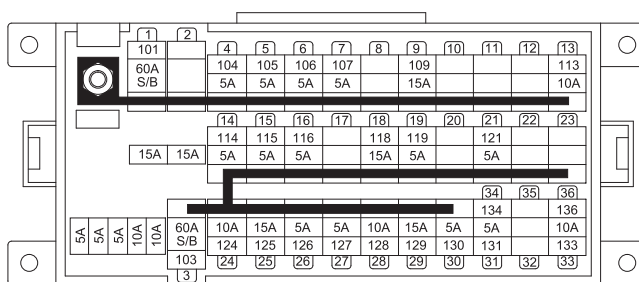 1 2 4 5 6 7 8 9 10 11 12 13
101 104 105 106 107 109 113
60A S/B 5A 5A 5A 5A 15A 10A
14 15 16 17 18 19 20 21 22 23
114 115 116 118 119 121
15A 15A 5A 5A 5A 15A 5A 5A
34 35 36
134 136
5A 5A 5A 10A 10A 60A S/B 10A 15A 5A 5A 10A 15A 5A 5A 10A
103 124 125 126 127 128 129 130 131 133
3 24 25 26 27 28 29 30 31 32 33